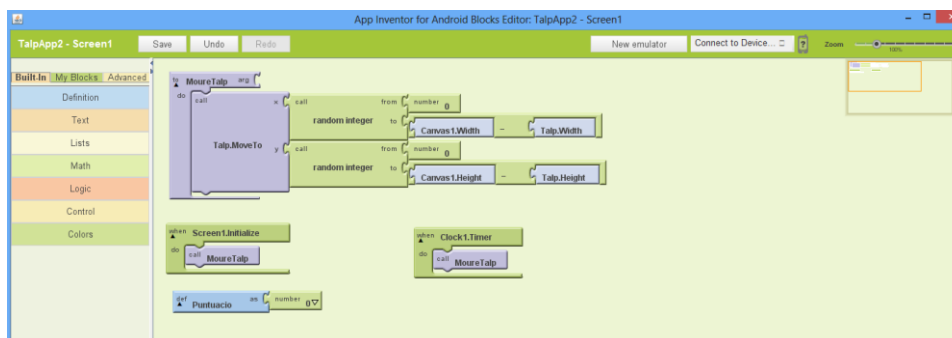 App Inventor for Android Blocks Editor: TalpApp2 - Screen1
TalpApp2 - Screen1 Save Undo Redo New emulator Connect to Device... ? Zoom
100%
Built-In My Blocks Advanced
Definition
Text
Lists
Math
Logic
Control
Colors
to MoureTalp arg
do call Talp.MoveTo
x call random integer from number 0
to Canvas1.Width - Talp.Width
y call random integer from number 0
to Canvas1.Height - Talp.Height
when Screen1.Initialize
do call MoureTalp
when Clock1.Timer
do call MoureTalp
def Puntuacio as number 0